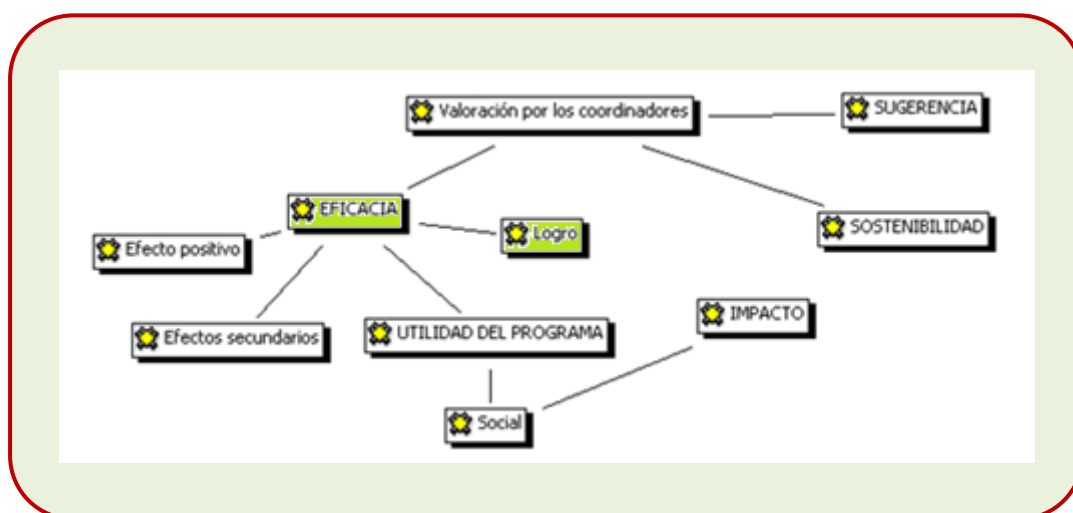 Valoración por los coordinadores
SUGERENCIA
EFICACIA
Logro
SOSTENIBILIDAD
Efecto positivo
IMPACTO
Efectos secundarios
UTILIDAD DEL PROGRAMA
Social